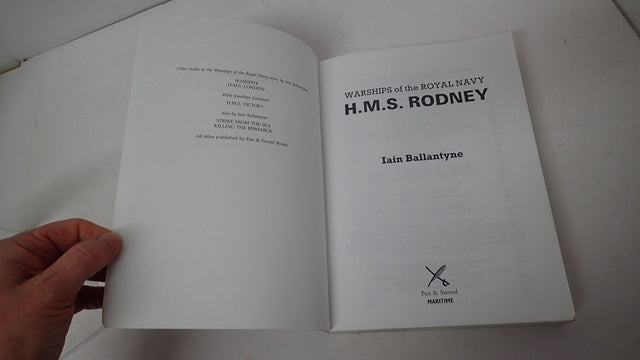 Other books in the Warships of the Royal Navy series by Iain Ballantyne
WARSPITE
H.M.S. LONDON
With Jonathan Eastland
H.M.S. VICTORY
Also by Iain Ballantyne
STRIKE FROM THE SEA
KILLING THE BISMARCK
All titles published by Pen & Sword Books
WARSHIPS of the ROYAL NAVY
H.M.S. RODNEY
Iain Ballantyne
Pen & Sword
MARITIME